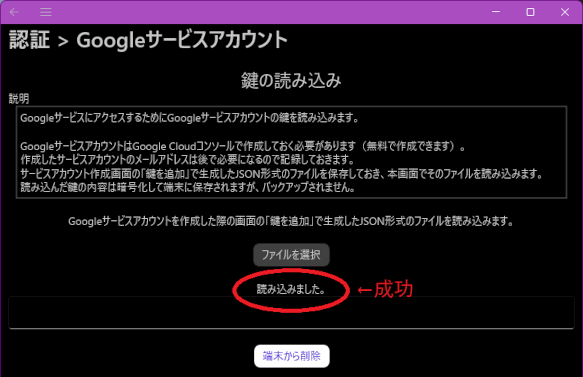 認証 > Googleサービスアカウント
鍵の読み込み
説明
GoogleサービスにアクセスするためにGoogleサービスアカウントの鍵を読み込みます。
GoogleサービスアカウントはGoogle Cloudコンソールで作成しておく必要があります（無料で作成できます）。
作成したサービスアカウントのメールアドレスは後で必要になるので記録しておきます。
サービスアカウント作成画面の「鍵を追加」で生成したJSON形式のファイルを保存しておき、本画面でそのファイルを読み込みます。
読み込んだ鍵の内容は暗号化して端末に保存されますが、バックアップされません。
Googleサービスアカウントを作成した際の画面の「鍵を追加」で生成したJSON形式のファイルを読み込みます。
ファイルを選択
読み込みました。 ←成功
端末から削除